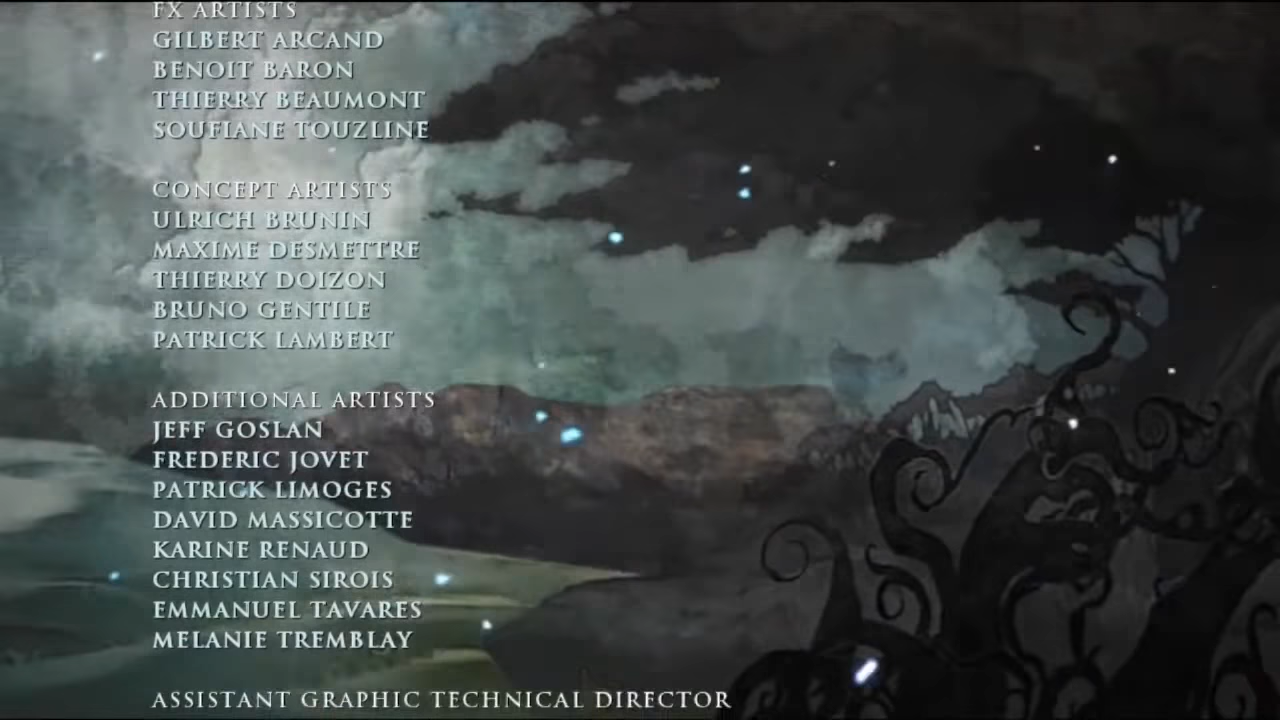 FX ARTISTS
GILBERT ARCAND
BENOIT BARON
THIERRY BEAUMONT
SOUFIANE TOUZLINE
CONCEPT ARTISTS
ULRICH BRUNIN
MAXIME DESMETTRE
THIERRY DOIZON
BRUNO GENTILE
PATRICK LAMBERT
ADDITIONAL ARTISTS
JEFF GOSLAN
FREDERIC JOVET
PATRICK LIMOGES
DAVID MASSICOTTE
KARINE RENAUD
CHRISTIAN SIROIS
EMMANUEL TAVARES
MELANIE TREMBLAY
ASSISTANT GRAPHIC TECHNICAL DIRECTOR